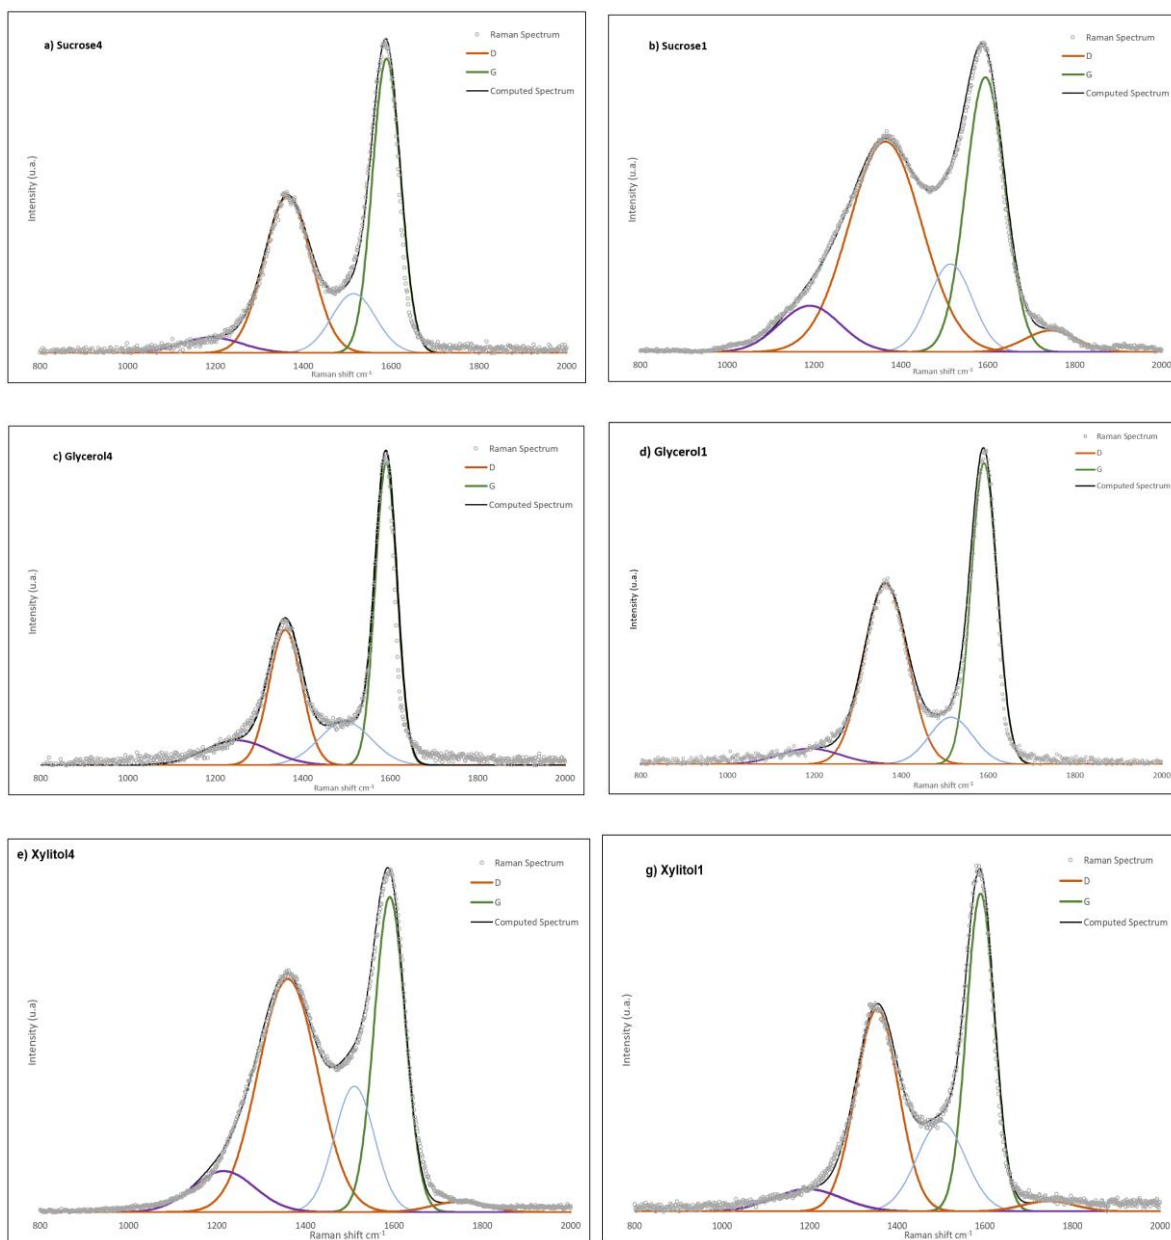 a) Sucrose4
Raman Spectrum
D
G
Computed Spectrum
Intensity (u.a.)
800 1000 1200 1400 1600 1800 2000
Raman shift cm-1
b) Sucrose1
Raman Spectrum
D
G
Computed Spectrum
Intensity (u.a.)
800 1000 1200 1400 1600 1800 2000
Raman shift cm-1
c) Glycerol4
Raman Spectrum
D
G
Computed Spectrum
Intensity (u.a.)
800 1000 1200 1400 1600 1800 2000
Raman shift cm-1
d) Glycerol1
Raman Spectrum
D
G
Computed Spectrum
Intensity (u.a.)
800 1000 1200 1400 1600 1800 2000
Raman shift cm-1
e) Xylitol4
Raman Spectrum
D
G
Computed Spectrum
Intensity (u.a)
800 1000 1200 1400 1600 1800 2000
Raman shift cm-1
g) Xylitol1
Raman Spectrum
D
G
Computed Spectrum
Intensity (u.a.)
800 1000 1200 1400 1600 1800 2000
Raman shift cm-1